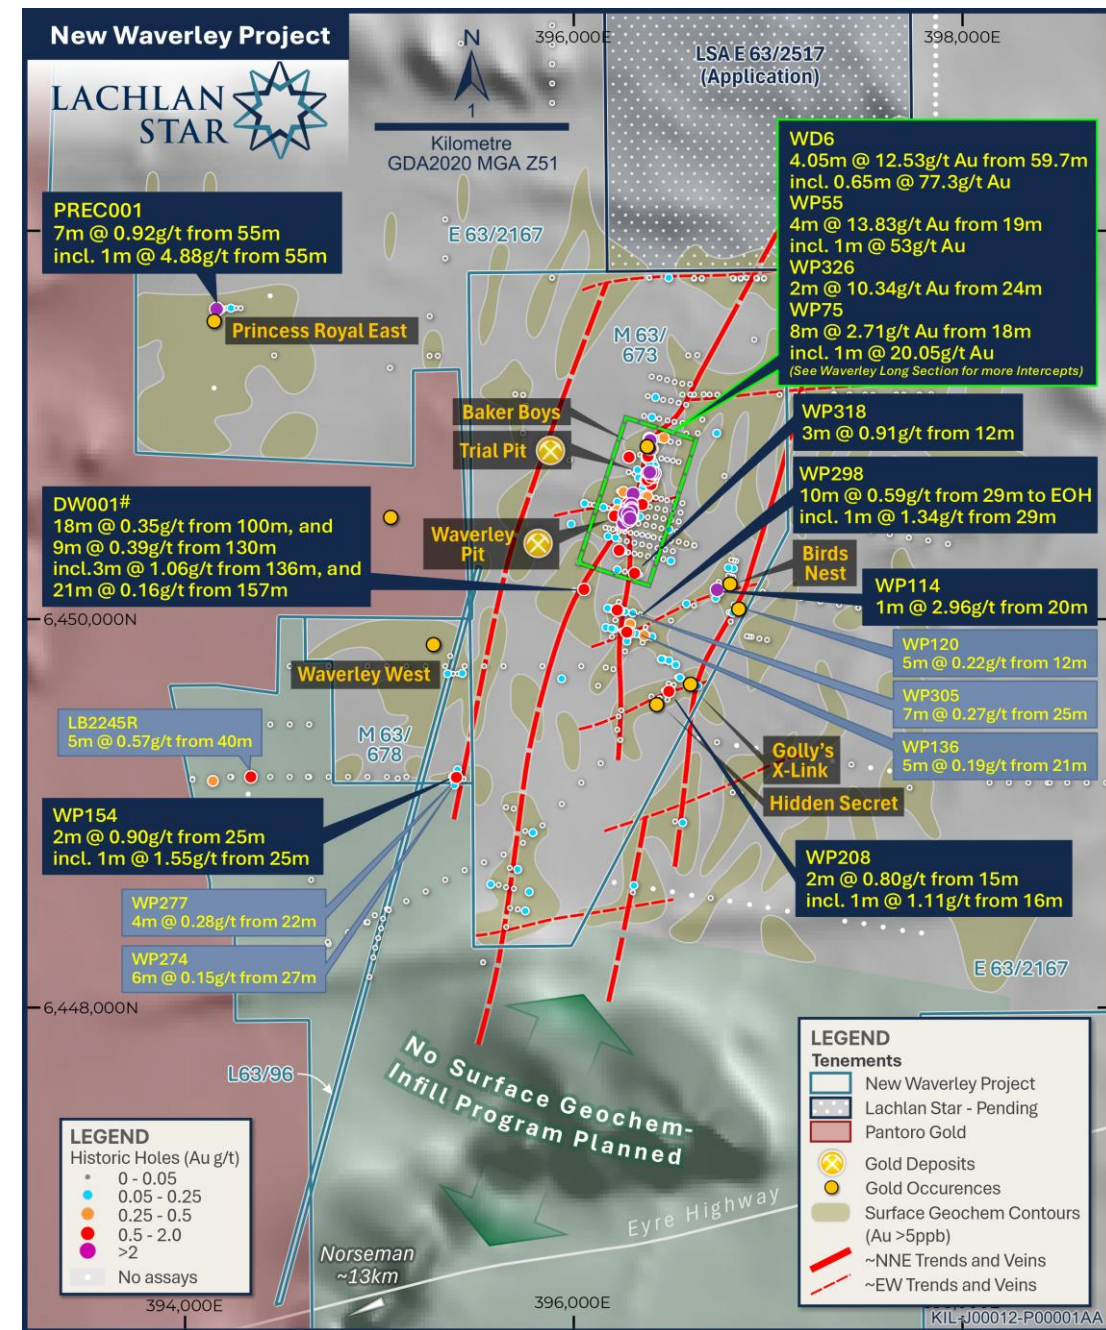 New Waverley Project
LACHLAN
STAR
N
1
Kilometre
GDA2020 MGA Z51
396,000E
398,000E
LSA E 63/2517
(Application)
WD6
4.05m @ 12.53g/t Au from 59.7m
incl. 0.65m @ 77.3g/t Au
WP55
4m @ 13.83g/t Au from 19m
incl. 1m @ 53g/t Au
WP326
2m @ 10.34g/t Au from 24m
WP75
8m @ 2.71g/t Au from 18m
incl. 1m @ 20.05g/t Au
(See Waverley Long Section for more Intercepts)
PREC001
7m @ 0.92g/t from 55m
incl. 1m @ 4.88g/t from 55m
E 63/2167
Princess Royal East
M 63/
673
Baker Boys
Trial Pit
Waverley
Pit
WP318
3m @ 0.91g/t from 12m
WP298
10m @ 0.59g/t from 29m to EOH
incl. 1m @ 1.34g/t from 29m
DW001#
18m @ 0.35g/t from 100m, and
9m @ 0.39g/t from 130m
incl.3m @ 1.06g/t from 136m, and
21m @ 0.16g/t from 157m
Birds
Nest
WP114
1m @ 2.96g/t from 20m
6,450,000N
WP120
5m @ 0.22g/t from 12m
WP305
7m @ 0.27g/t from 25m
WP136
5m @ 0.19g/t from 21m
Waverley West
LB2245R
5m @ 0.57g/t from 40m
M 63/
678
Golly's
X-Link
Hidden Secret
WP154
2m @ 0.90g/t from 25m
incl. 1m @ 1.55g/t from 25m
WP208
2m @ 0.80g/t from 15m
incl. 1m @ 1.11g/t from 16m
WP277
4m @ 0.28g/t from 22m
WP274
6m @ 0.15g/t from 27m
E 63/2167
6,448,000N
L63/96
No Surface Geochem-
Infill Program Planned
Eyre Highway
Norseman
~13km
LEGEND
Historic Holes (Au g/t)
0 - 0.05
0.05 - 0.25
0.25 - 0.5
0.5 - 2.0
>2
No assays
LEGEND
Tenements
New Waverley Project
Lachlan Star - Pending
Pantoro Gold
Gold Deposits
Gold Occurences
Surface Geochem Contours
(Au >5ppb)
~NNE Trends and Veins
~EW Trends and Veins
394,000E
396,000E
KIL-J00012-P00001AA